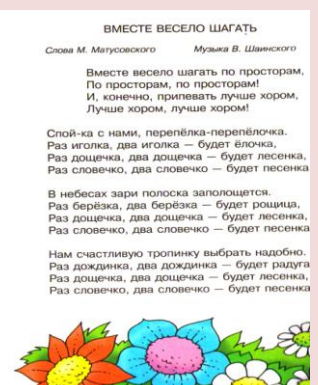 ВМЕСТЕ ВЕСЕЛО ШАГАТЬ
Слова М. Матусовского Музыка В. Шаинского
Вместе весело шагать по просторам,
По просторам, по просторам!
И, конечно, припевать лучше хором,
Лучше хором, лучше хором!
Спой-ка с нами, перепёлка-перепёлочка.
Раз иголка, два иголка — будет ёлочка,
Раз дощечка, два дощечка — будет лесенка,
Раз словечко, два словечко — будет песенка
В небесах зари полоска заполощется.
Раз берёзка, два берёзка — будет рощица,
Раз дощечка, два дощечка — будет лесенка,
Раз словечко, два словечко — будет песенка
Нам счастливую тропинку выбрать надобно.
Раз дождинка, два дождинка — будет радуга
Раз дощечка, два дощечка — будет лесенка,
Раз словечко, два словечко — будет песенка